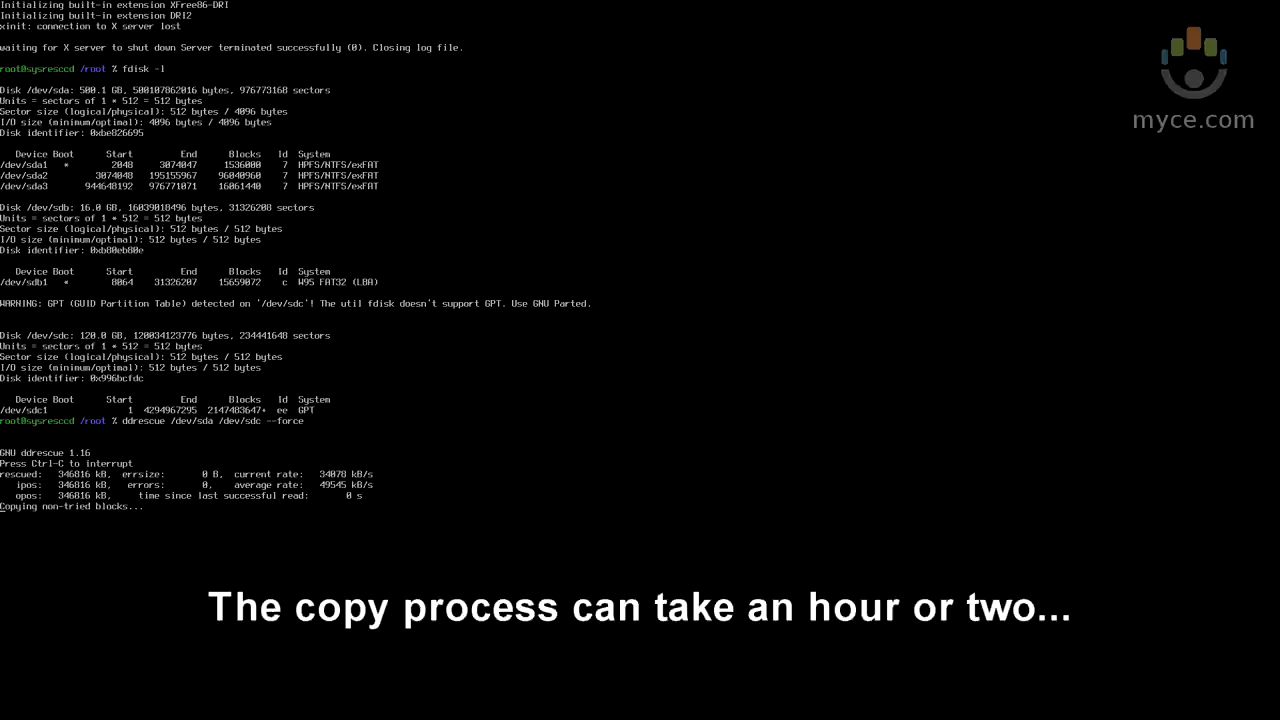 Initializing built-in extension XFree86-DRI
Initializing built-in extension DRI2
xinit: connection to X server lost
waiting for X server to shut down Server terminated successfully (0). Closing log file.
root@sysresccd /root % fdisk -l
Disk /dev/sda: 500.1 GB, 500107862016 bytes, 976773168 sectors
Units = sectors of 1 * 512 = 512 bytes
Sector size (logical/physical): 512 bytes / 4096 bytes
I/O size (minimum/optimal): 4096 bytes / 4096 bytes
Disk identifier: 0xbe826695
Device Boot Start End Blocks Id System
/dev/sda1 * 2048 3074047 1536000 7 HPFS/NTFS/exFAT
/dev/sda2 3074048 195155967 96040960 7 HPFS/NTFS/exFAT
/dev/sda3 944648192 976771071 16061440 7 HPFS/NTFS/exFAT
Disk /dev/sdb: 16.0 GB, 16039018496 bytes, 31326208 sectors
Units = sectors of 1 * 512 = 512 bytes
Sector size (logical/physical): 512 bytes / 512 bytes
I/O size (minimum/optimal): 512 bytes / 512 bytes
Disk identifier: 0xb80eb80e
Device Boot Start End Blocks Id System
/dev/sdb1 * 8064 31326207 15659072 c W95 FAT32 (LBA)
WARNING: GPT (GUID Partition Table) detected on '/dev/sdc'! The util fdisk doesn't support GPT. Use GNU Parted.
Disk /dev/sdc: 120.0 GB, 120034123776 bytes, 234441648 sectors
Units = sectors of 1 * 512 = 512 bytes
Sector size (logical/physical): 512 bytes / 512 bytes
I/O size (minimum/optimal): 512 bytes / 512 bytes
Disk identifier: 0x996bcfdc
Device Boot Start End Blocks Id System
/dev/sdc1 1 4294967295 2147483647+ ee GPT
root@sysresccd /root % ddrescue /dev/sda /dev/sdc --force
GNU ddrescue 1.16
Press Ctrl-C to interrupt
rescued: 346816 kB, errsize: 0 B, current rate: 34078 kB/s
ipos: 346816 kB, errors: 0, average rate: 49545 kB/s
opos: 346816 kB, time since last successful read: 0 s
Copying non-tried blocks...
myce.com
The copy process can take an hour or two...